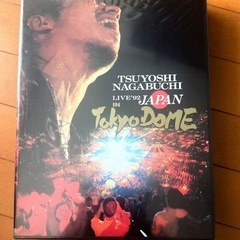 TSUYOSHI
NAGABUCHI
LIVE'92 JAPAN
IN
Tokyo DOME